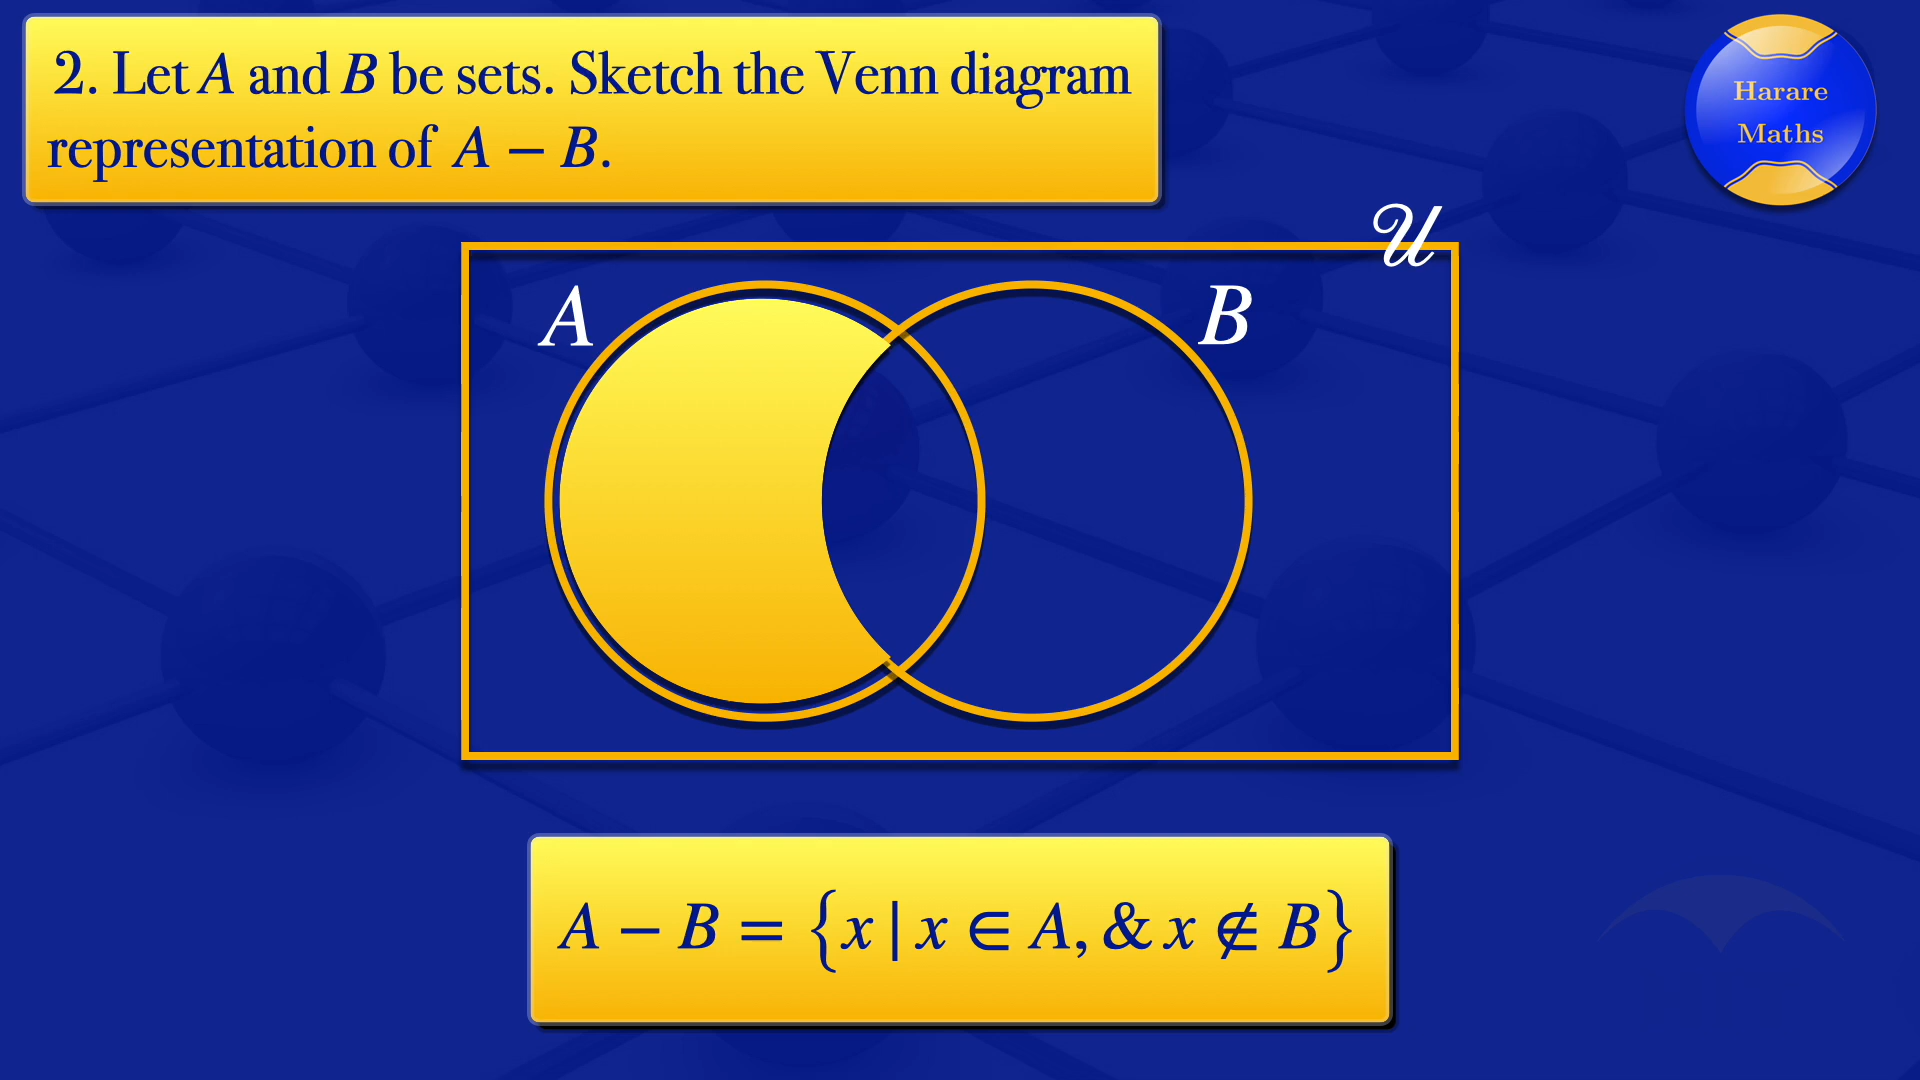 2. Let A and B be sets. Sketch the Venn diagram
representation of A − B.
Harare
Maths
𝒰
A
B
A − B = {x | x ∈ A, & x ∉ B}